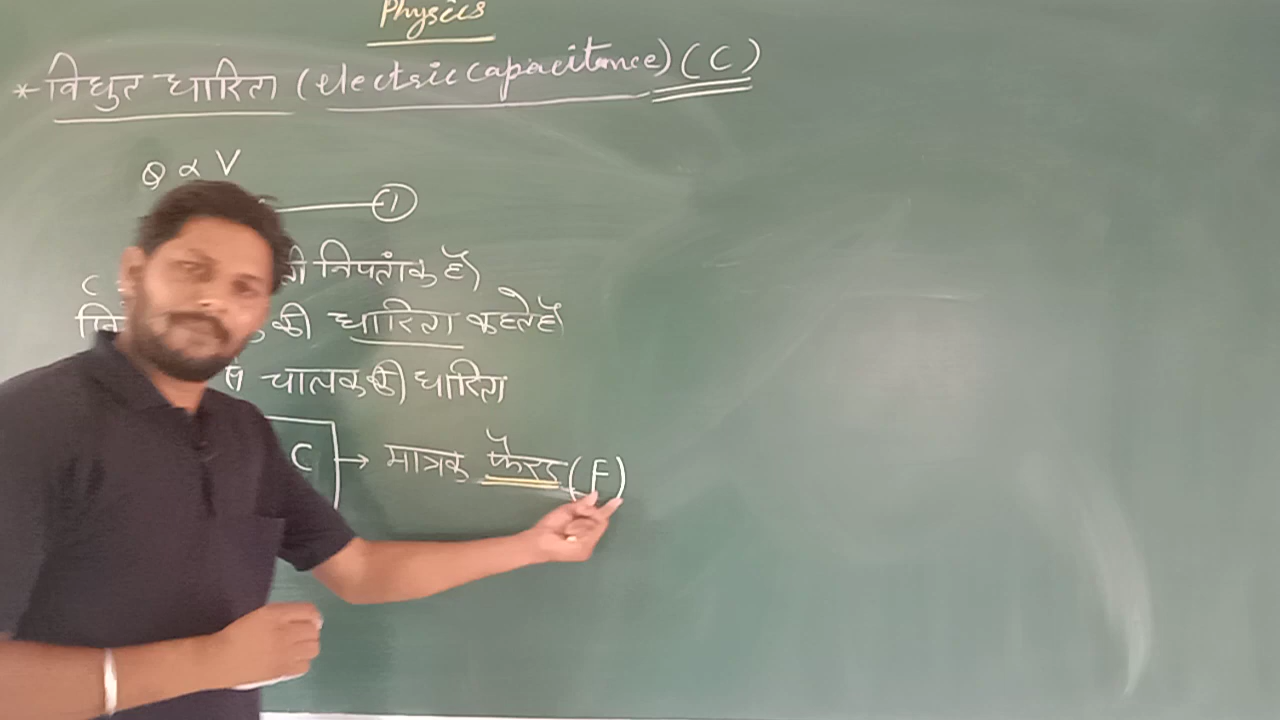 Physics
* विधुत धारिता (electric capacitance) (C)
Q ∝ V
1
C नियतांक है)
की धारिता कहते हैं
चालक की धारिता
C → मात्रक फैरड (F)